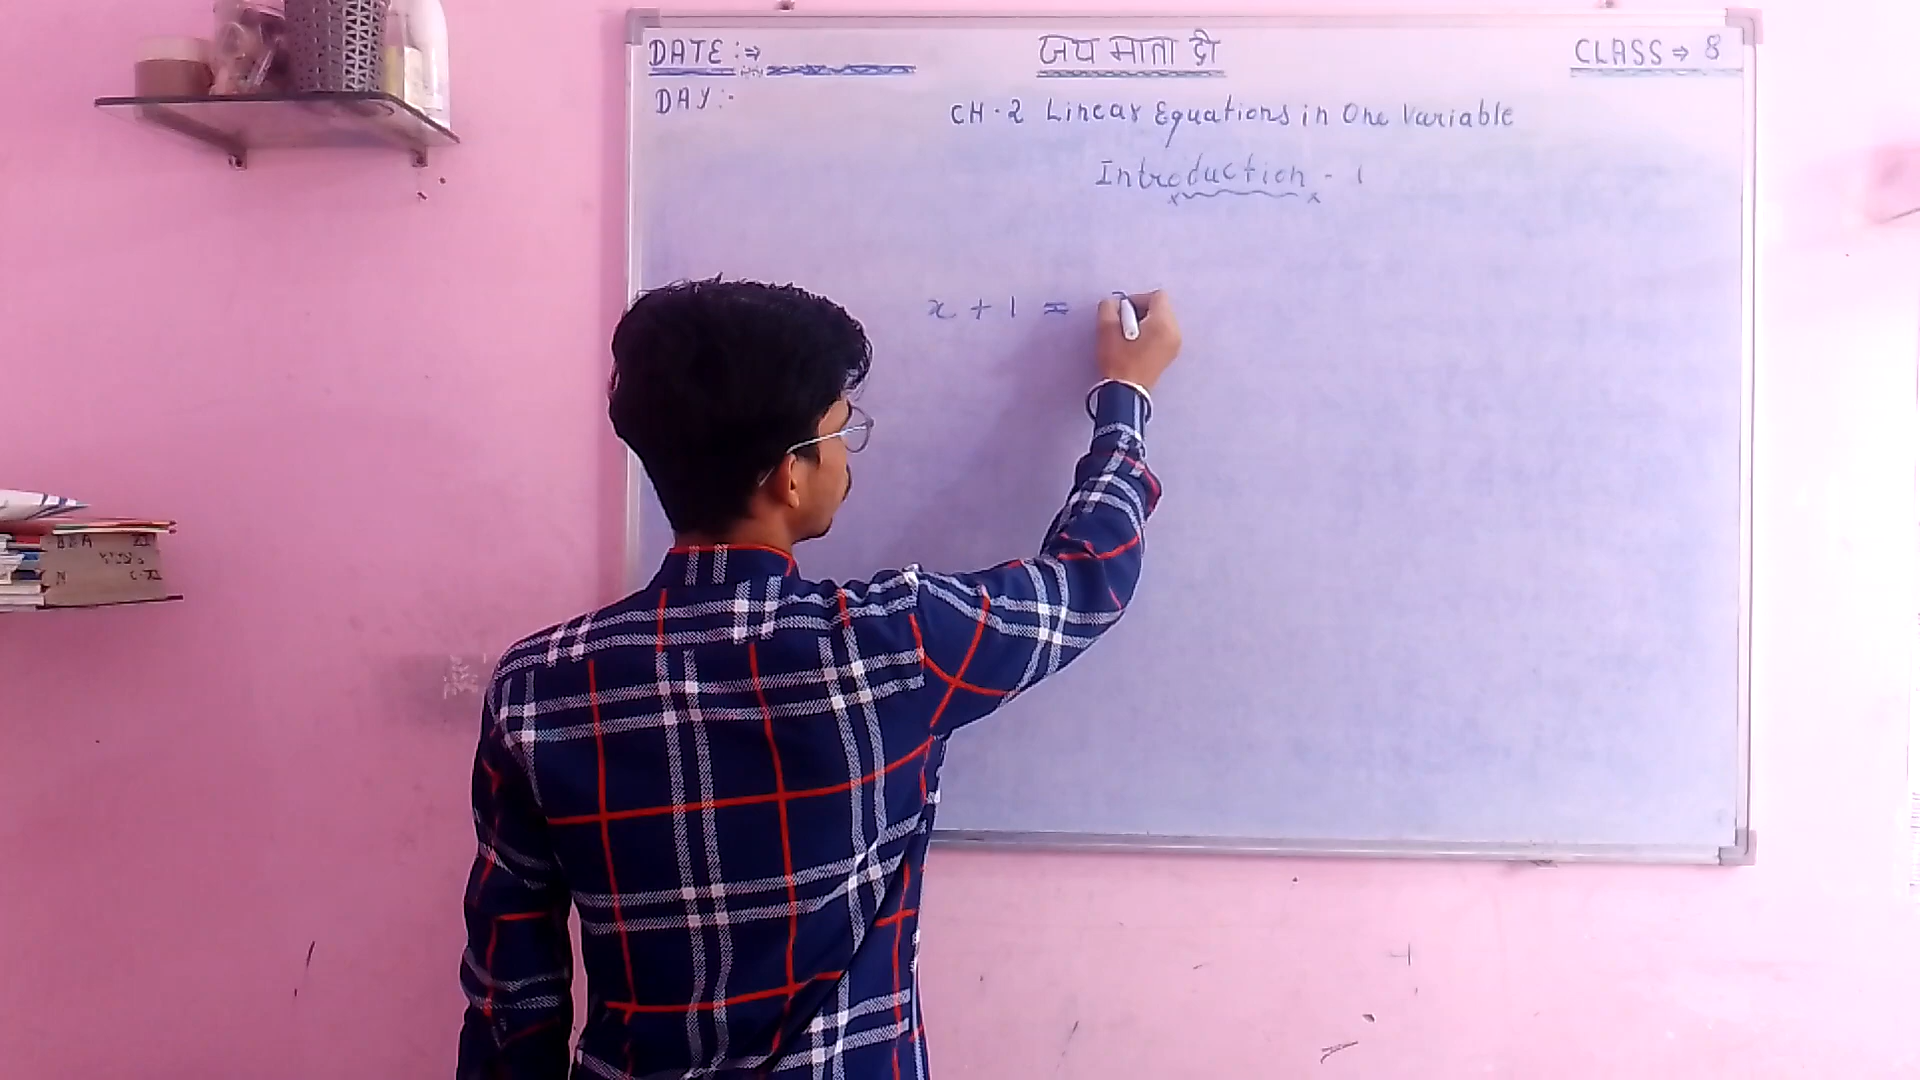 DATE :⇒
जय माता दी
CLASS → 8
DAY :-
CH · 2 Linear Equations in One Variable
Introduction - 1
x + 1 =